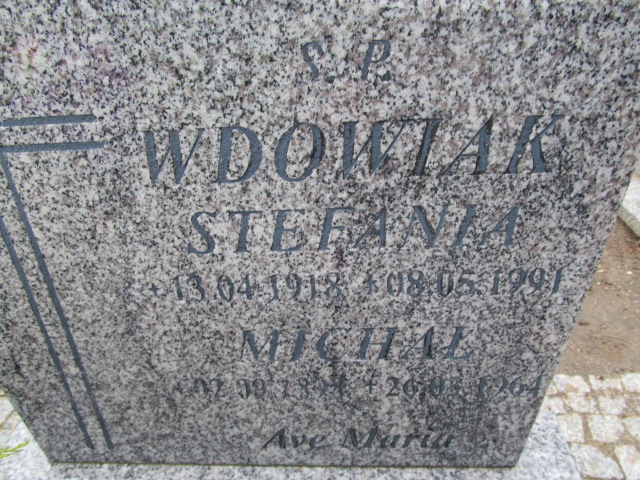 Ś. P.
WDOWIAK
STEFANIA
* 13.04.1918 + 08.05.1991
MICHAŁ
Ave Maria